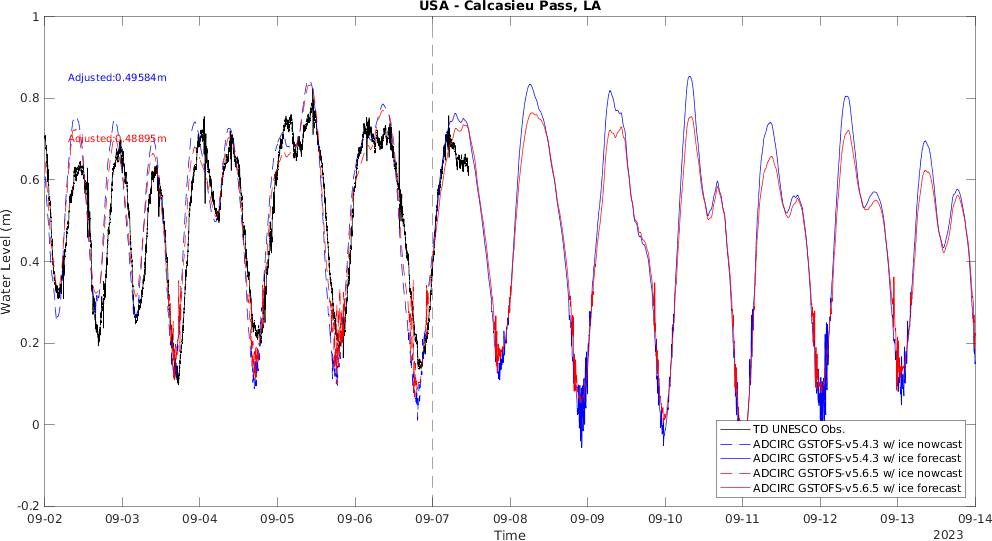 USA - Calcasieu Pass, LA
1
Adjusted:0.49584m
0.8
Adjusted:0.48895m
0.6
Water Level (m)
0.4
0.2
0
-0.2
TD UNESCO Obs.
ADCIRC GSTOFS-v5.4.3 w/ ice nowcast
ADCIRC GSTOFS-v5.4.3 w/ ice forecast
ADCIRC GSTOFS-v5.6.5 w/ ice nowcast
ADCIRC GSTOFS-v5.6.5 w/ ice forecast
09-02 09-03 09-04 09-05 09-06 09-07 09-08 09-09 09-10 09-11 09-12 09-13 09-14
Time
2023